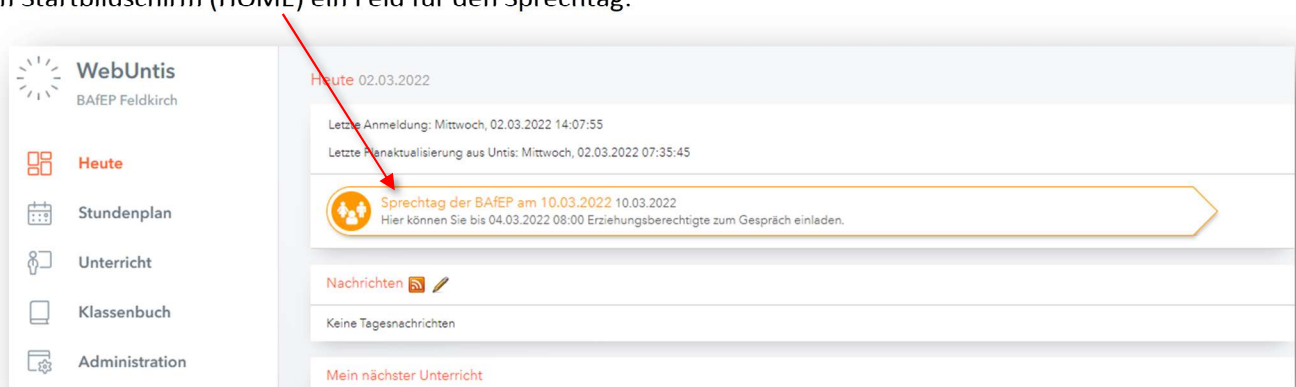 Startbildschirm (HOME) ein Feld für den Sprechtag:
WebUntis
BAfEP Feldkirch
Heute
Stundenplan
Unterricht
Klassenbuch
Administration
Heute 02.03.2022
Letzte Anmeldung: Mittwoch, 02.03.2022 14:07:55
Letzte Planaktualisierung aus Untis: Mittwoch, 02.03.2022 07:35:45
Sprechtag der BAfEP am 10.03.2022 10.03.2022
Hier können Sie bis 04.03.2022 08:00 Erziehungsberechtigte zum Gespräch einladen.
Nachrichten
Keine Tagesnachrichten
Mein nächster Unterricht